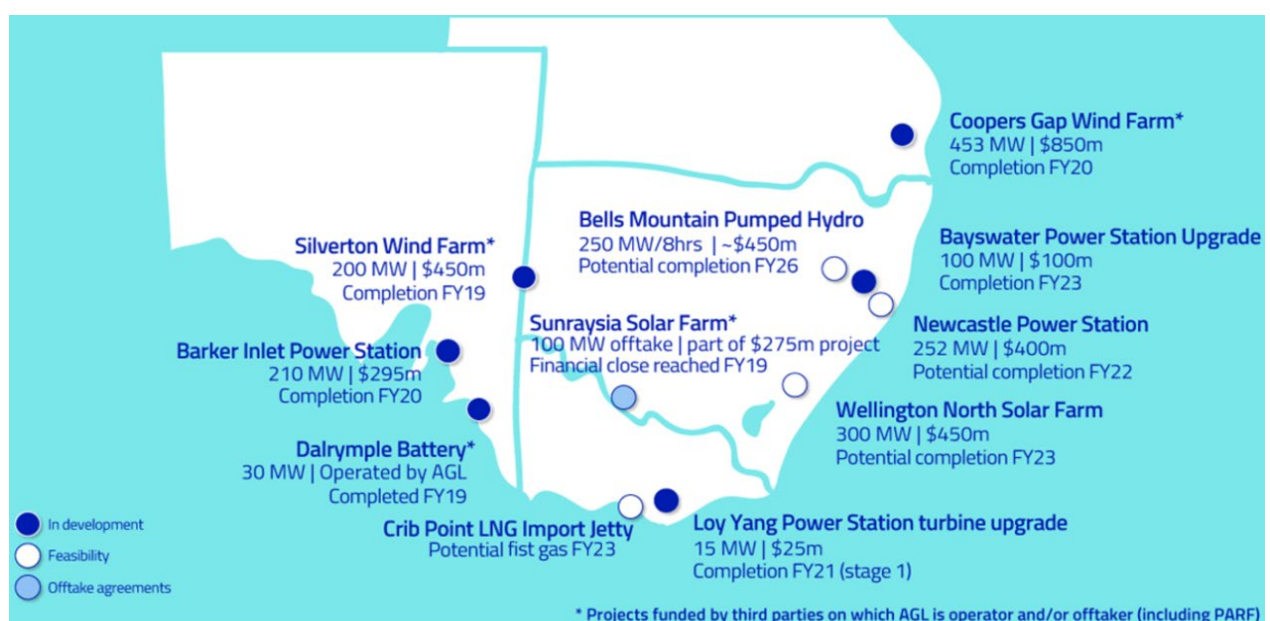 Coopers Gap Wind Farm*
453 MW | $850m
Completion FY20
Bells Mountain Pumped Hydro
250 MW/8hrs | ~$450m
Potential completion FY26
Bayswater Power Station Upgrade
100 MW | $100m
Completion FY23
Silverton Wind Farm*
200 MW | $450m
Completion FY19
Sunraysia Solar Farm*
100 MW offtake | part of $275m project
Financial close reached FY19
Newcastle Power Station
252 MW | $400m
Potential completion FY22
Barker Inlet Power Station
210 MW | $295m
Completion FY20
Wellington North Solar Farm
300 MW | $450m
Potential completion FY23
Dalrymple Battery*
30 MW | Operated by AGL
Completed FY19
Crib Point LNG Import Jetty
Potential fist gas FY23
Loy Yang Power Station turbine upgrade
15 MW | $25m
Completion FY21 (stage 1)
In development
Feasibility
Offtake agreements
* Projects funded by third parties on which AGL is operator and/or offtaker (including PARF)